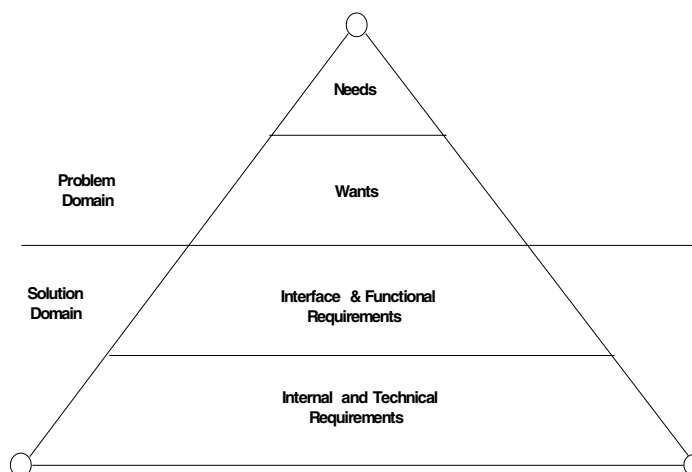 Needs
Problem
Domain
Wants
Solution
Domain
Interface & Functional
Requirements
Internal and Technical
Requirements